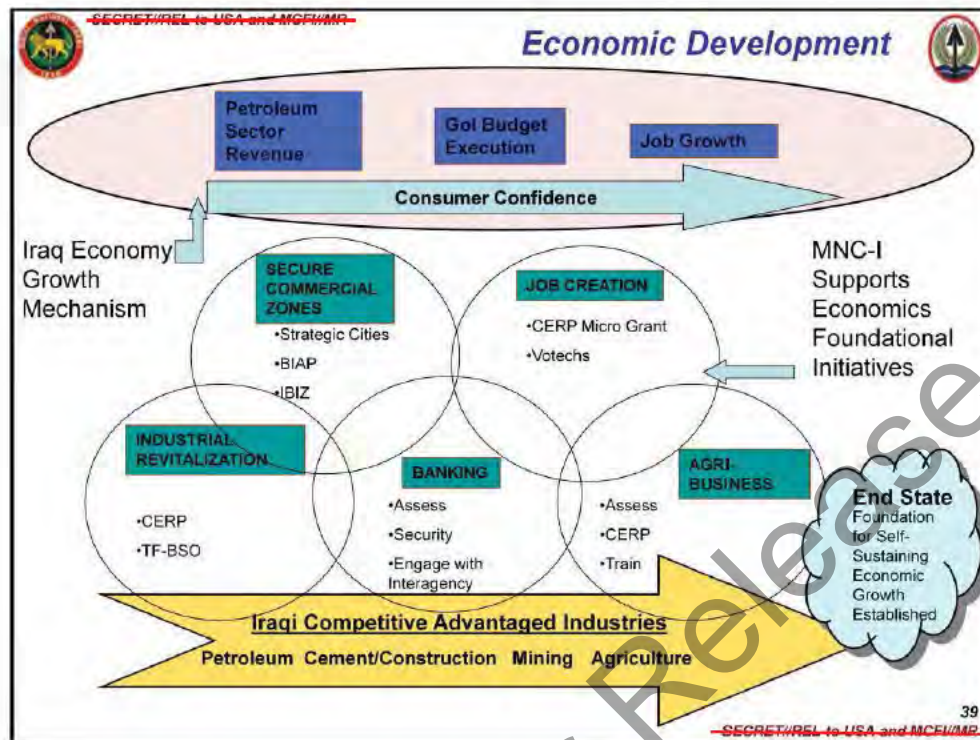 SECRET//REL to USA and MCFI//MR
Economic Development
Petroleum
Sector
Revenue
GoI Budget
Execution
Job Growth
Consumer Confidence
Iraq Economy
Growth
Mechanism
MNC-I
Supports
Economics
Foundational
Initiatives
SECURE
COMMERCIAL
ZONES
•Strategic Cities
•BIAP
•IBIZ
JOB CREATION
•CERP Micro Grant
•Votechs
INDUSTRIAL
REVITALIZATION
•CERP
•TF-BSO
BANKING
•Assess
•Security
•Engage with
Interagency
AGRI-
BUSINESS
•Assess
•CERP
•Train
End State
Foundation
for Self-
Sustaining
Economic
Growth
Established
Iraqi Competitive Advantaged Industries
Petroleum Cement/Construction Mining Agriculture
Release
39
SECRET//REL to USA and MCFI//MR